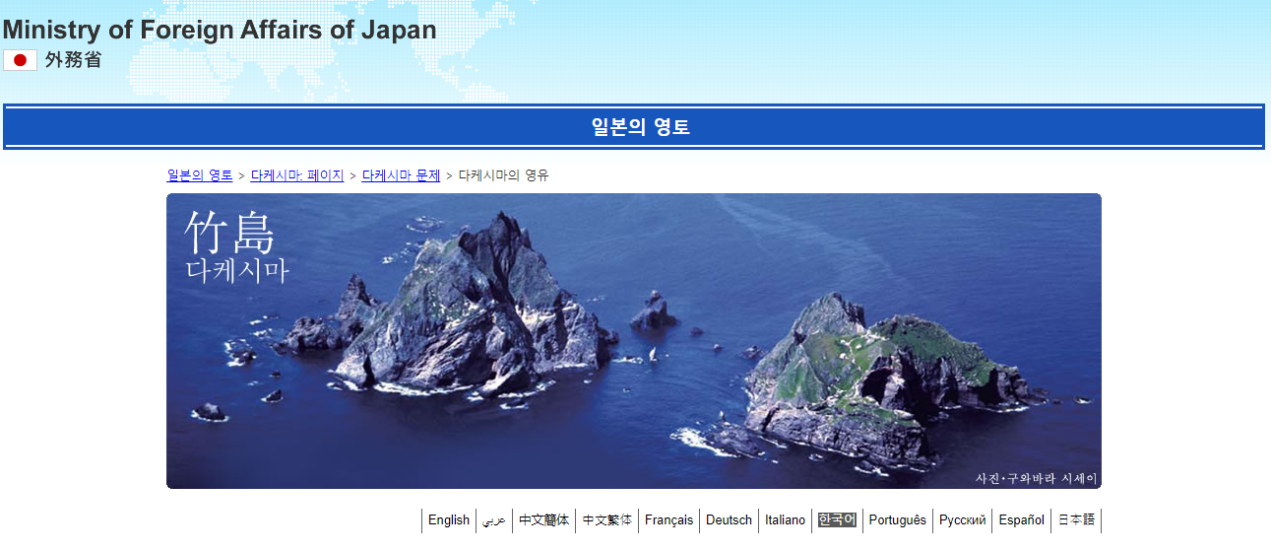 Ministry of Foreign Affairs of Japan
外務省
일본의 영토
일본의 영토 > 다케시마: 페이지 > 다케시마 문제 > 다케시마의 영유
竹島
다케시마
사진·구와바라 시세이
English | عربي | 中文简体 | 中文繁体 | Français | Deutsch | Italiano | 한국어 | Português | Русский | Español | 日本語